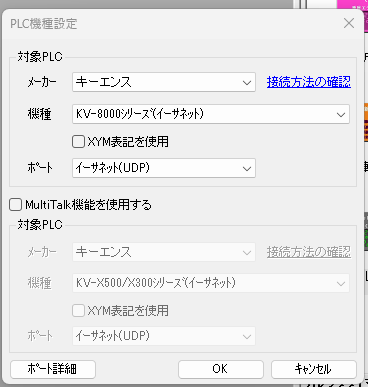 PLC機種設定
対象PLC
メーカー キーエンス 接続方法の確認
機種 KV-8000ｼﾘｰｽﾞ(ｲｰｻﾈｯﾄ)
XYM表記を使用
ポート イーサネット(UDP)
MultiTalk機能を使用する
対象PLC
メーカー キーエンス 接続方法の確認
機種 KV-X500/X300ｼﾘｰｽﾞ(ｲｰｻﾈｯﾄ)
XYM表記を使用
ポート イーサネット(UDP)
ポート詳細 OK キャンセル